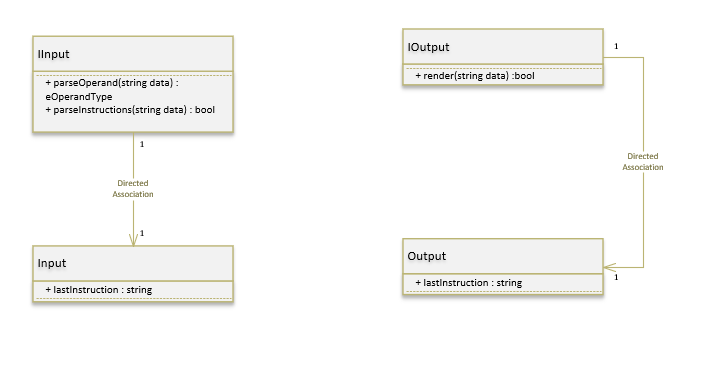 IInput
+ parseOperand(string data) :
eOperandType
+ parseInstructions(string data) : bool
1
Directed
Association
1
Input
+ lastInstruction : string
IOutput
+ render(string data) :bool
1
Directed
Association
Output
+ lastInstruction : string
1